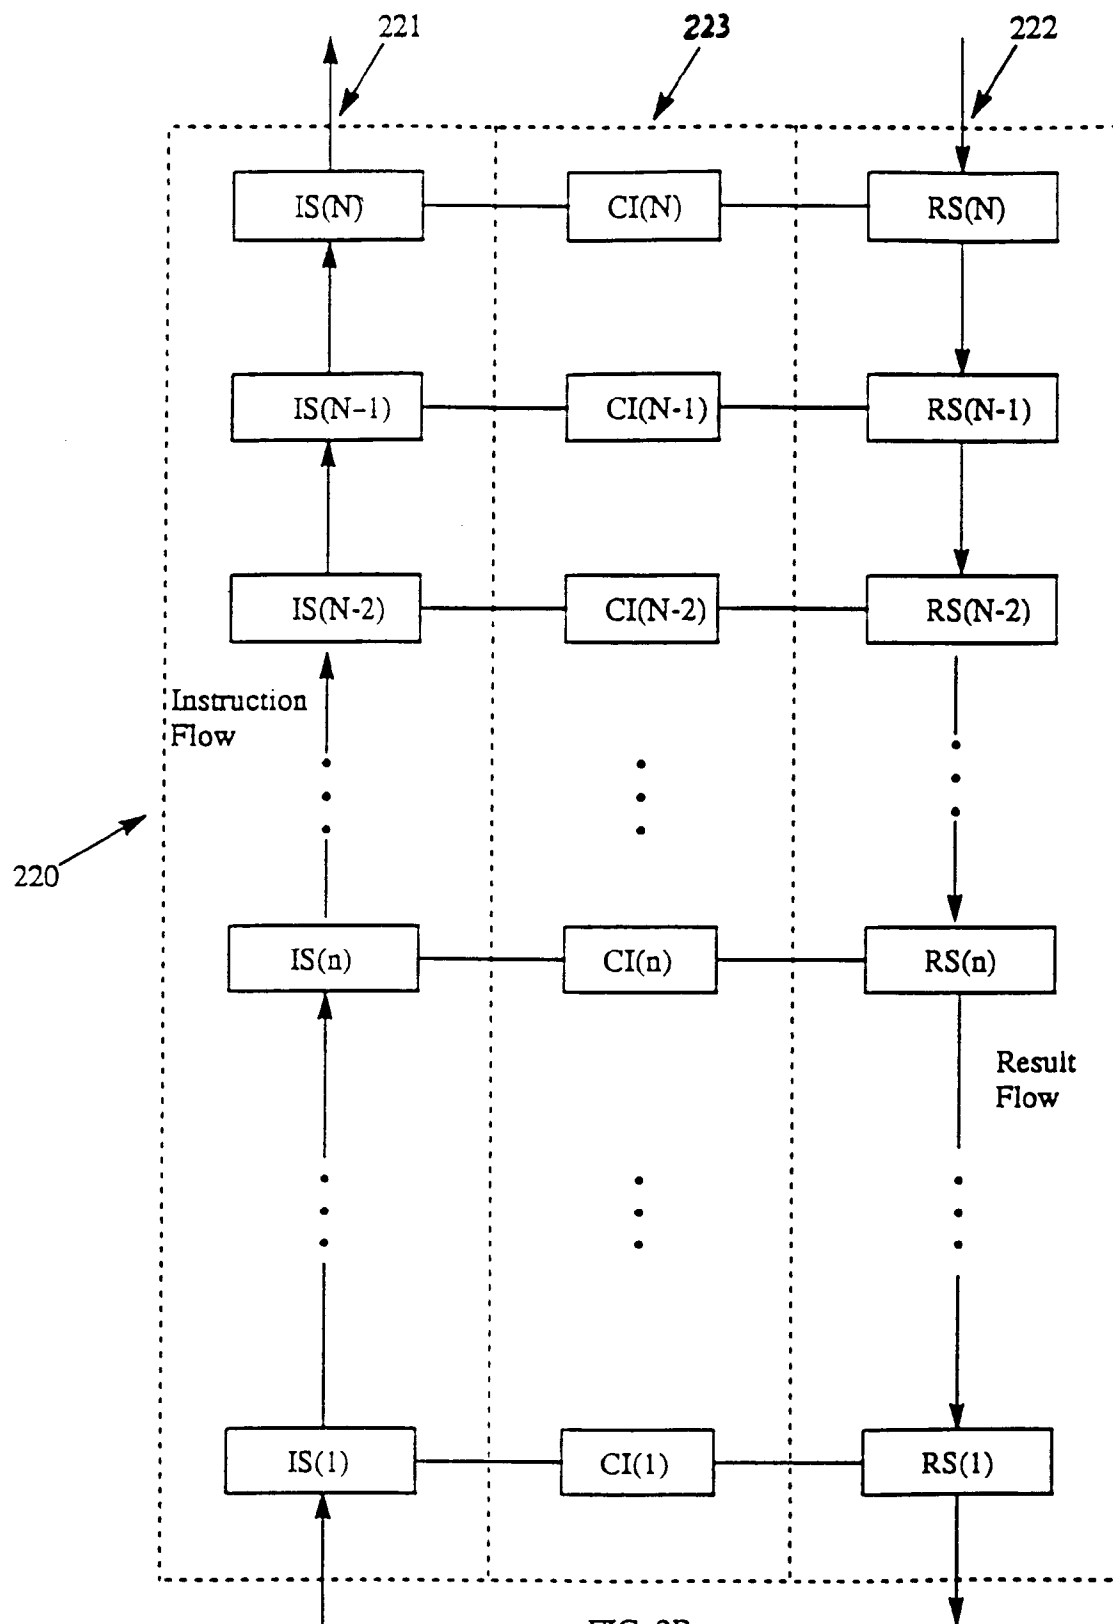 221
223
222
IS(N)
CI(N)
RS(N)
IS(N-1)
CI(N-1)
RS(N-1)
IS(N-2)
CI(N-2)
RS(N-2)
Instruction
Flow
220
IS(n)
CI(n)
RS(n)
Result
Flow
IS(1)
CI(1)
RS(1)